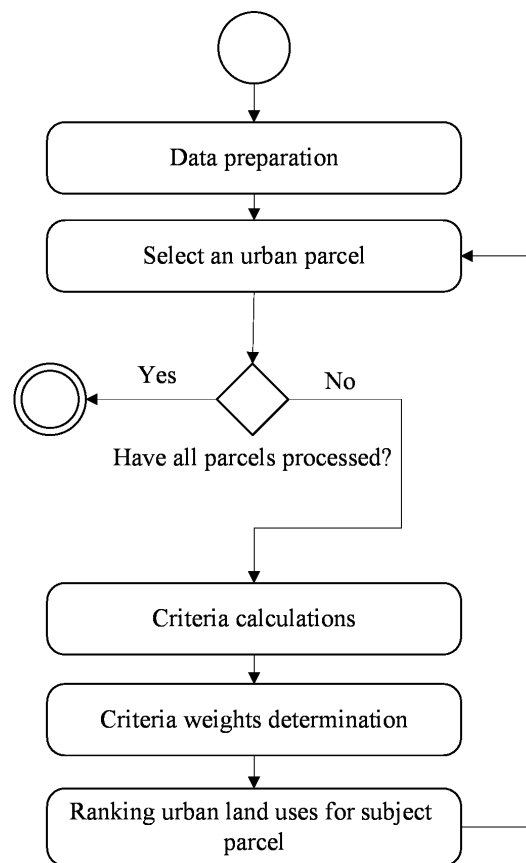 Data preparation
Select an urban parcel
Yes
No
Have all parcels processed?
Criteria calculations
Criteria weights determination
Ranking urban land uses for subject
parcel